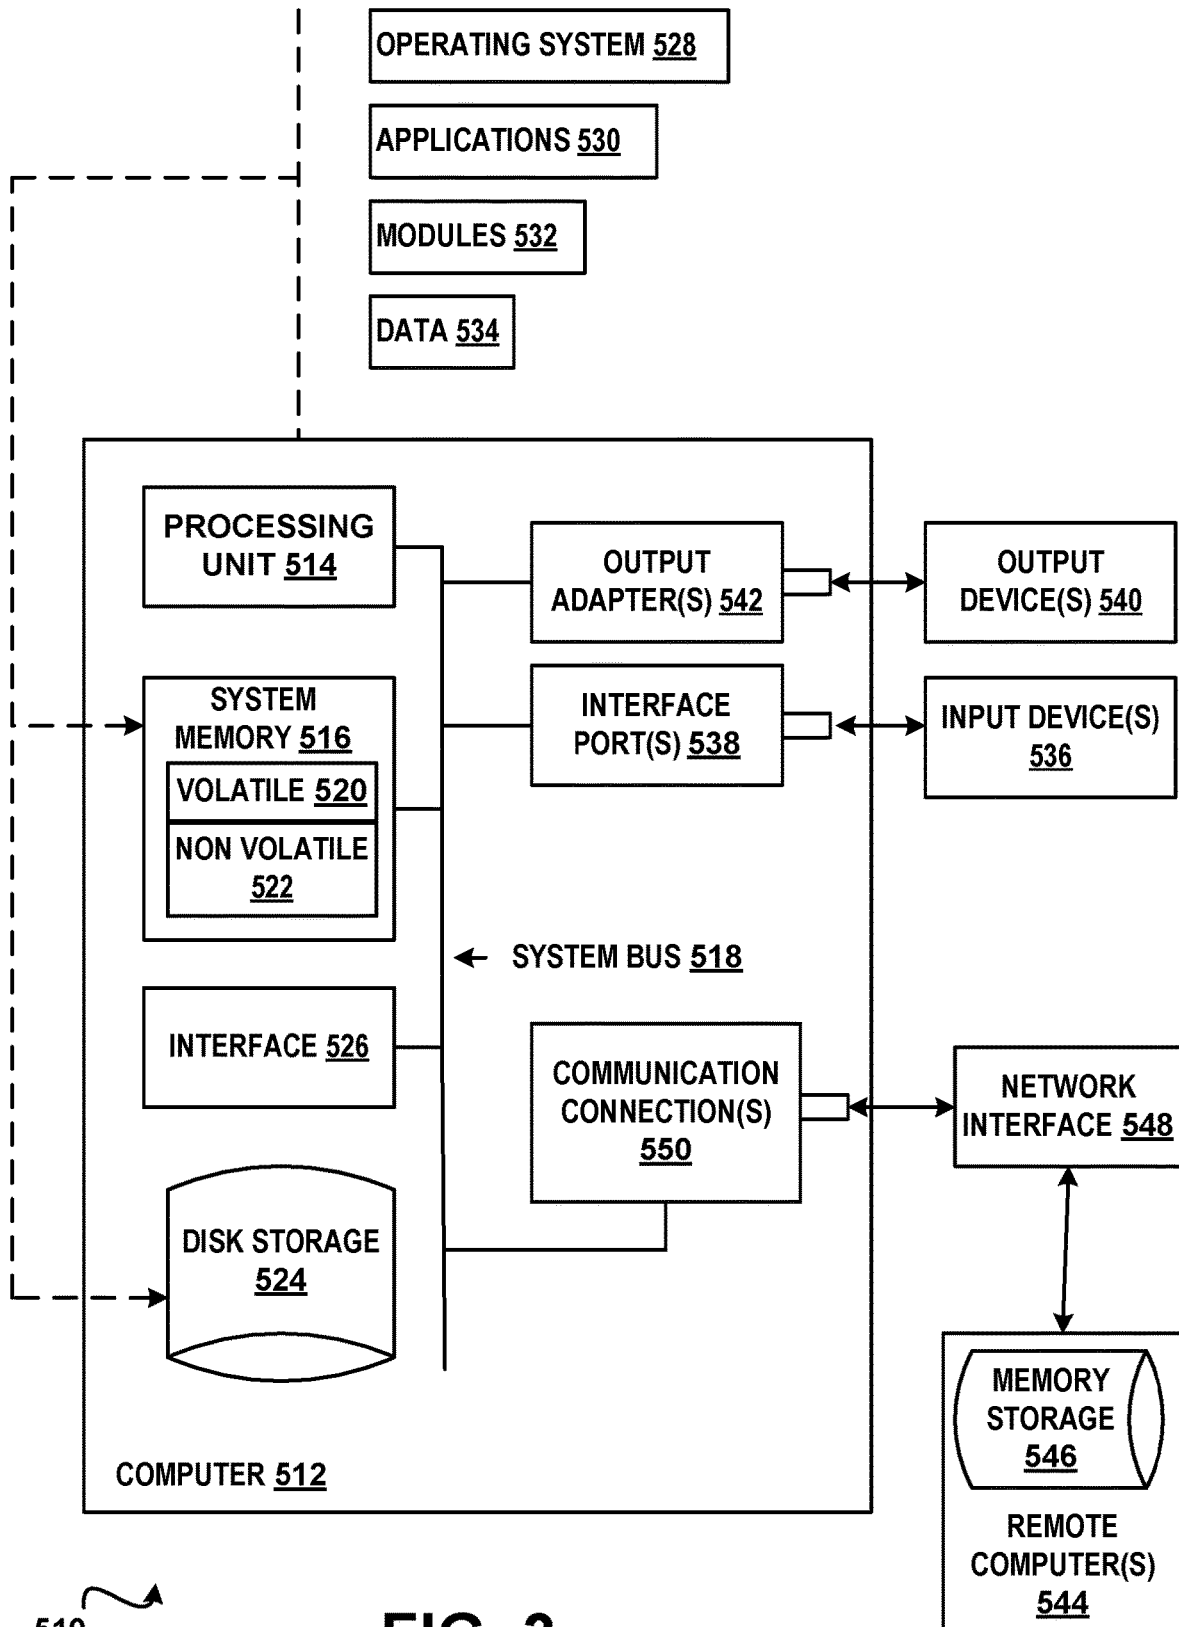 OPERATING SYSTEM 528
APPLICATIONS 530
MODULES 532
DATA 534
PROCESSING
UNIT 514
OUTPUT
ADAPTER(S) 542
OUTPUT
DEVICE(S) 540
SYSTEM
MEMORY 516
VOLATILE 520
NON VOLATILE
522
INTERFACE
PORT(S) 538
INPUT DEVICE(S)
536
SYSTEM BUS 518
INTERFACE 526
COMMUNICATION
CONNECTION(S)
550
NETWORK
INTERFACE 548
DISK STORAGE
524
MEMORY
STORAGE
546
REMOTE
COMPUTER(S)
544
COMPUTER 512